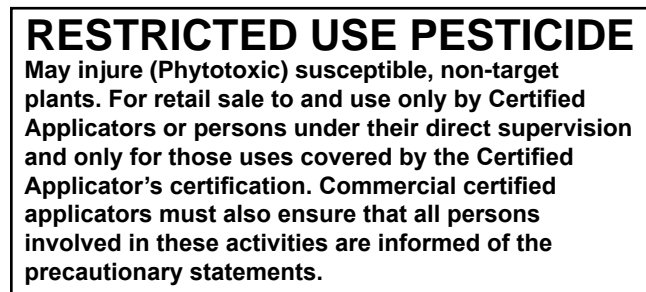 RESTRICTED USE PESTICIDE
May injure (Phytotoxic) susceptible, non-target
plants. For retail sale to and use only by Certified
Applicators or persons under their direct supervision
and only for those uses covered by the Certified
Applicator’s certification. Commercial certified
applicators must also ensure that all persons
involved in these activities are informed of the
precautionary statements.